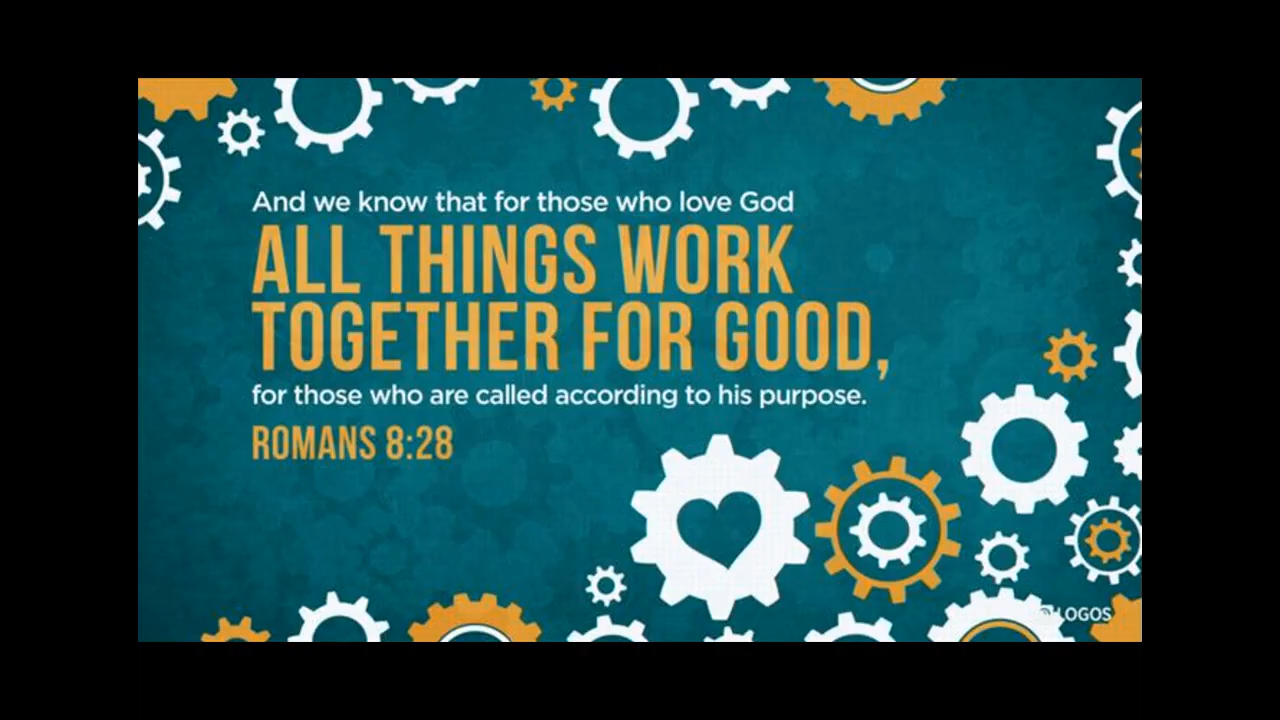 And we know that for those who love God
ALL THINGS WORK
TOGETHER FOR GOOD,
for those who are called according to his purpose.
ROMANS 8:28
LOGOS